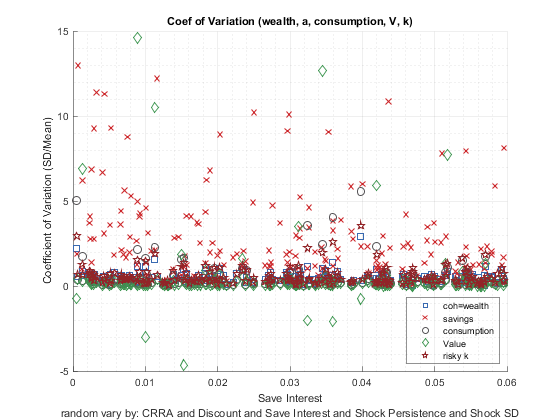 Coef of Variation (wealth, a, consumption, V, k)
15
10
5
0
-5
Coefficient of Variation (SD/Mean)
coh=wealth
savings
consumption
Value
risky k
0 0.01 0.02 0.03 0.04 0.05 0.06
Save Interest
random vary by: CRRA and Discount and Save Interest and Shock Persistence and Shock SD